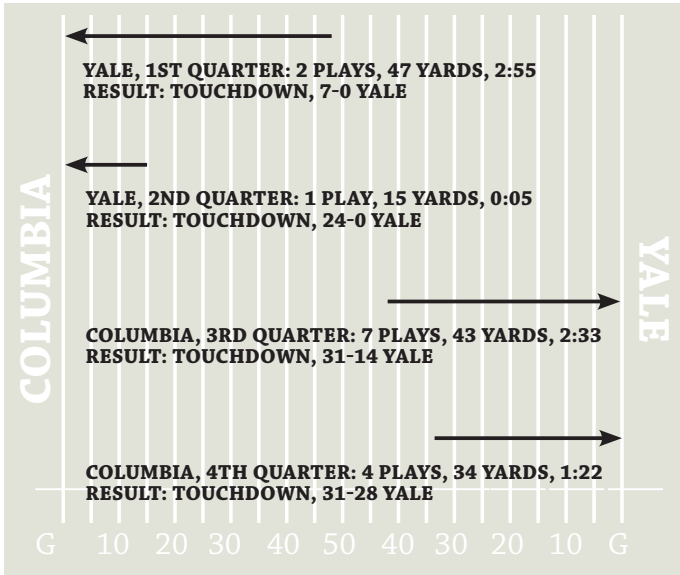 YALE, 1ST QUARTER: 2 PLAYS, 47 YARDS, 2:55
RESULT: TOUCHDOWN, 7-0 YALE
YALE, 2ND QUARTER: 1 PLAY, 15 YARDS, 0:05
RESULT: TOUCHDOWN, 24-0 YALE
COLUMBIA
YALE
COLUMBIA, 3RD QUARTER: 7 PLAYS, 43 YARDS, 2:33
RESULT: TOUCHDOWN, 31-14 YALE
COLUMBIA, 4TH QUARTER: 4 PLAYS, 34 YARDS, 1:22
RESULT: TOUCHDOWN, 31-28 YALE
G 10 20 30 40 50 40 30 20 10 G